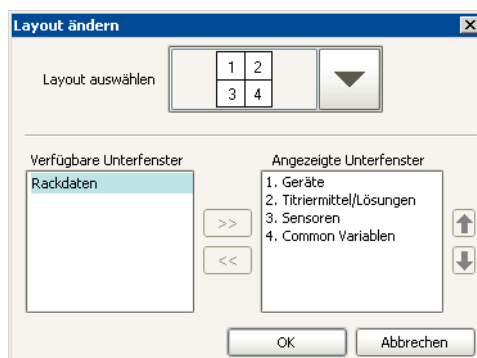 Layout ändern
Layout auswählen
1 2
3 4
Verfügbare Unterfenster
Angezeigte Unterfenster
Rackdaten
1. Geräte
2. Titriermittel/Lösungen
3. Sensoren
4. Common Variablen
>>
<<
OK
Abbrechen